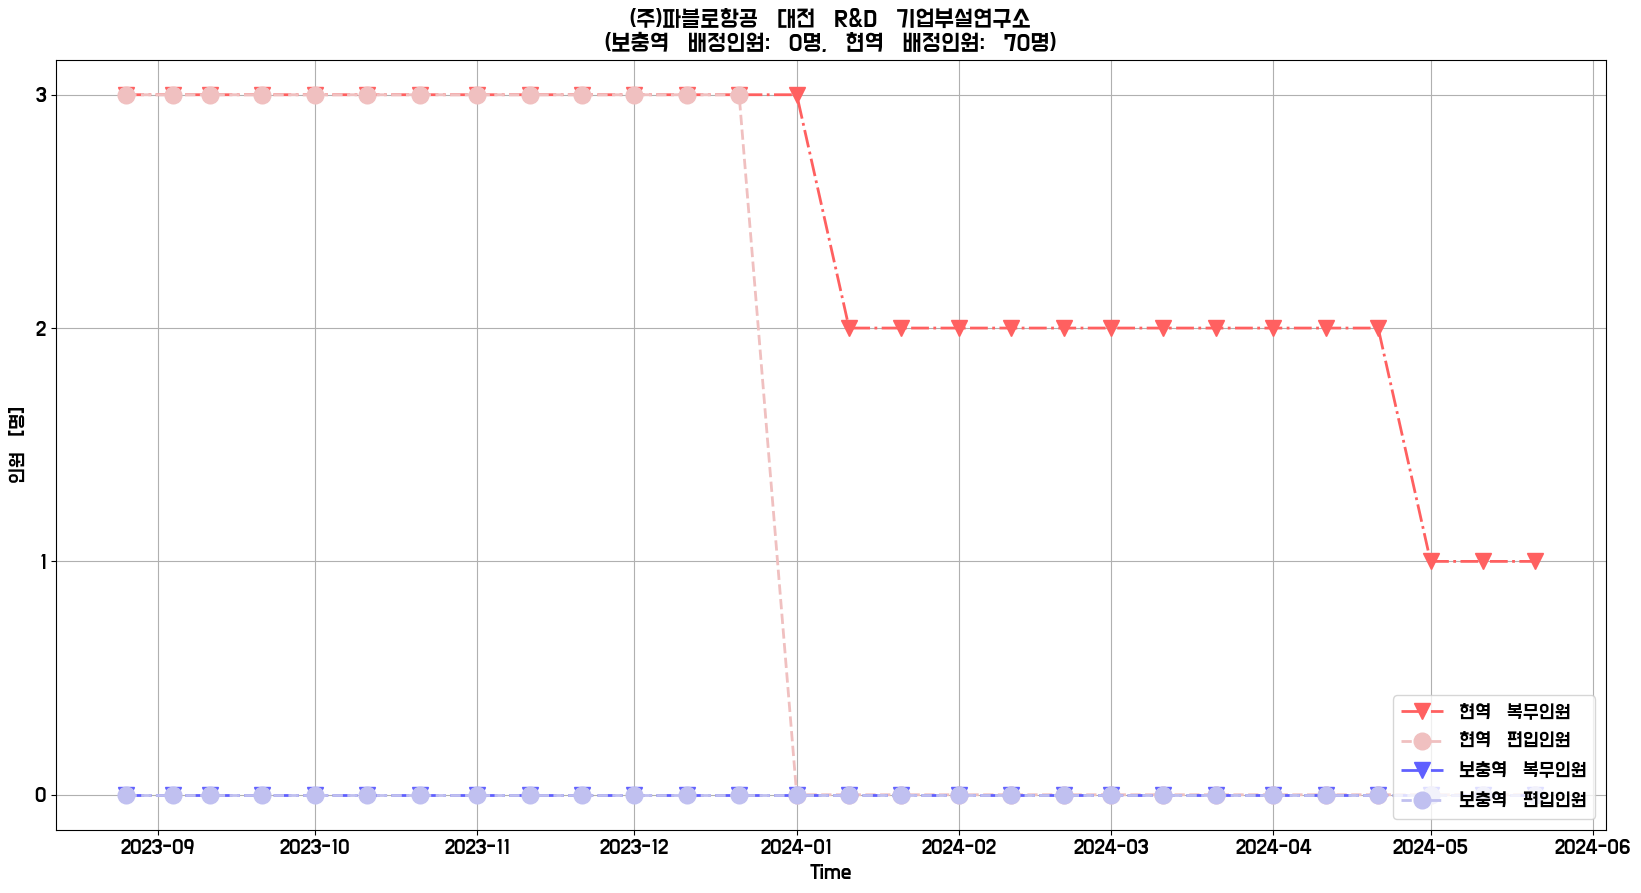 (주)파블로항공 대전 R&D 기업부설연구소
(보충역 배정인원: 0명, 현역 배정인원: 70명)
3
2
1
0
인원 [명]
현역 복무인원
현역 편입인원
보충역 복무인원
보충역 편입인원
2023-09 2023-10 2023-11 2023-12 2024-01 2024-02 2024-03 2024-04 2024-05 2024-06
Time